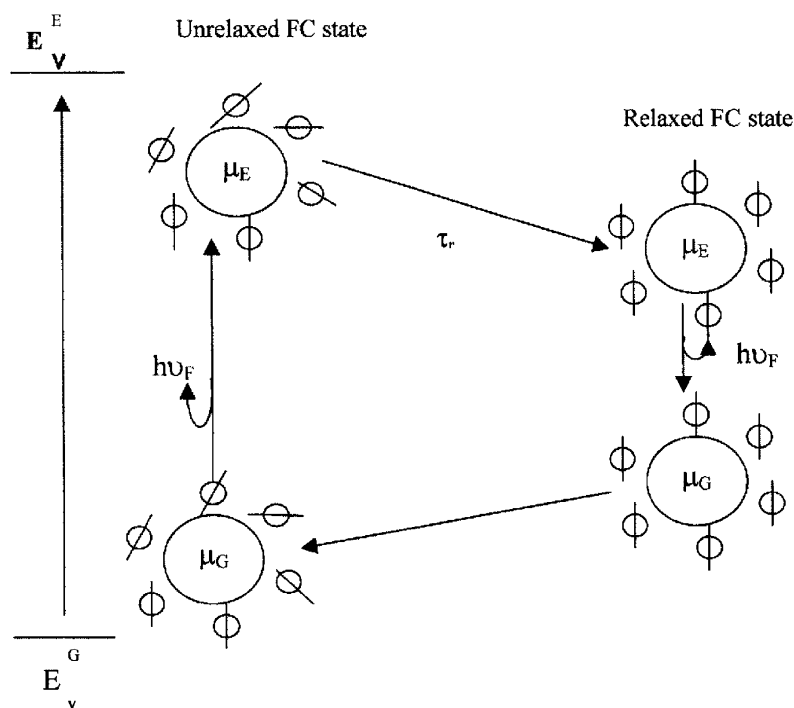 Unrelaxed FC state
E_v^E
Relaxed FC state
μ_E
μ_E
τ_r
hυ_F
hυ_F
μ_G
μ_G
E_v^G